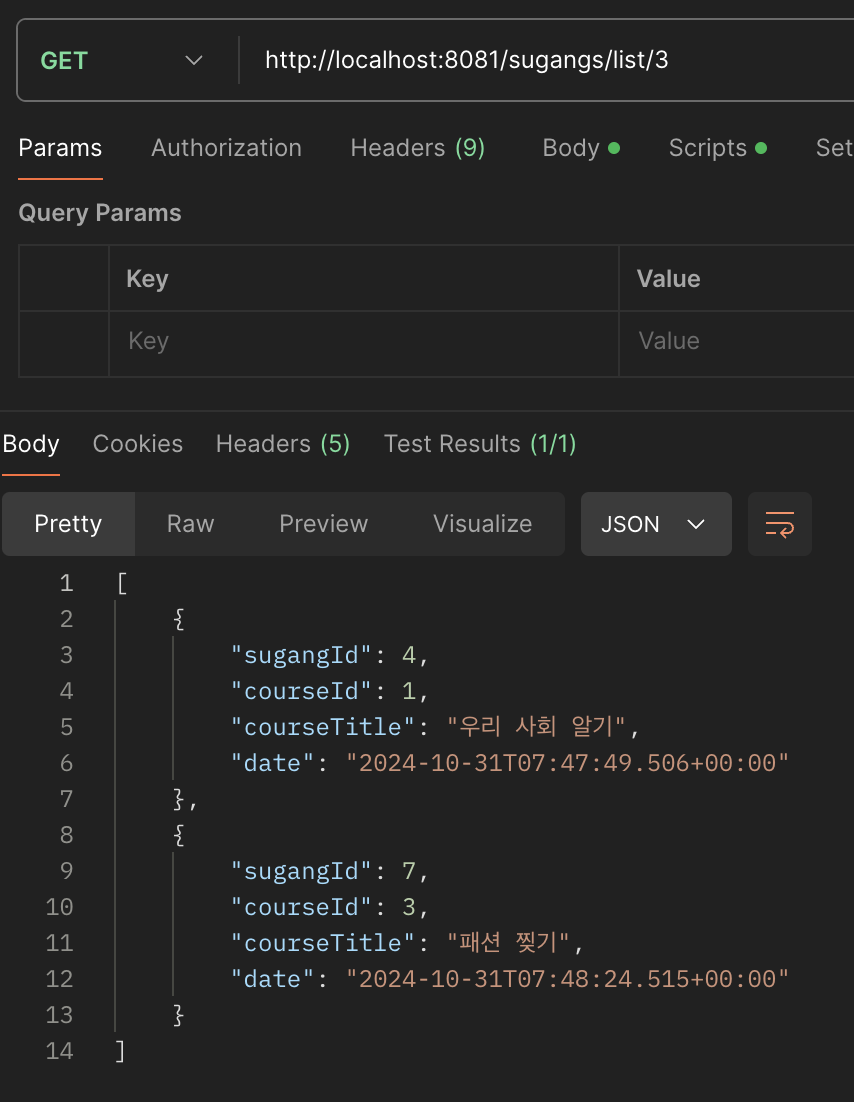 GET http://localhost:8081/sugangs/list/3
Params Authorization Headers (9) Body Scripts Set
Query Params
Key Value
Key Value
Body Cookies Headers (5) Test Results (1/1)
Pretty Raw Preview Visualize JSON
1 [
2 {
3 "sugangId": 4,
4 "courseId": 1,
5 "courseTitle": "우리 사회 알기",
6 "date": "2024-10-31T07:47:49.506+00:00"
7 },
8 {
9 "sugangId": 7,
10 "courseId": 3,
11 "courseTitle": "패션 찢기",
12 "date": "2024-10-31T07:48:24.515+00:00"
13 }
14 ]